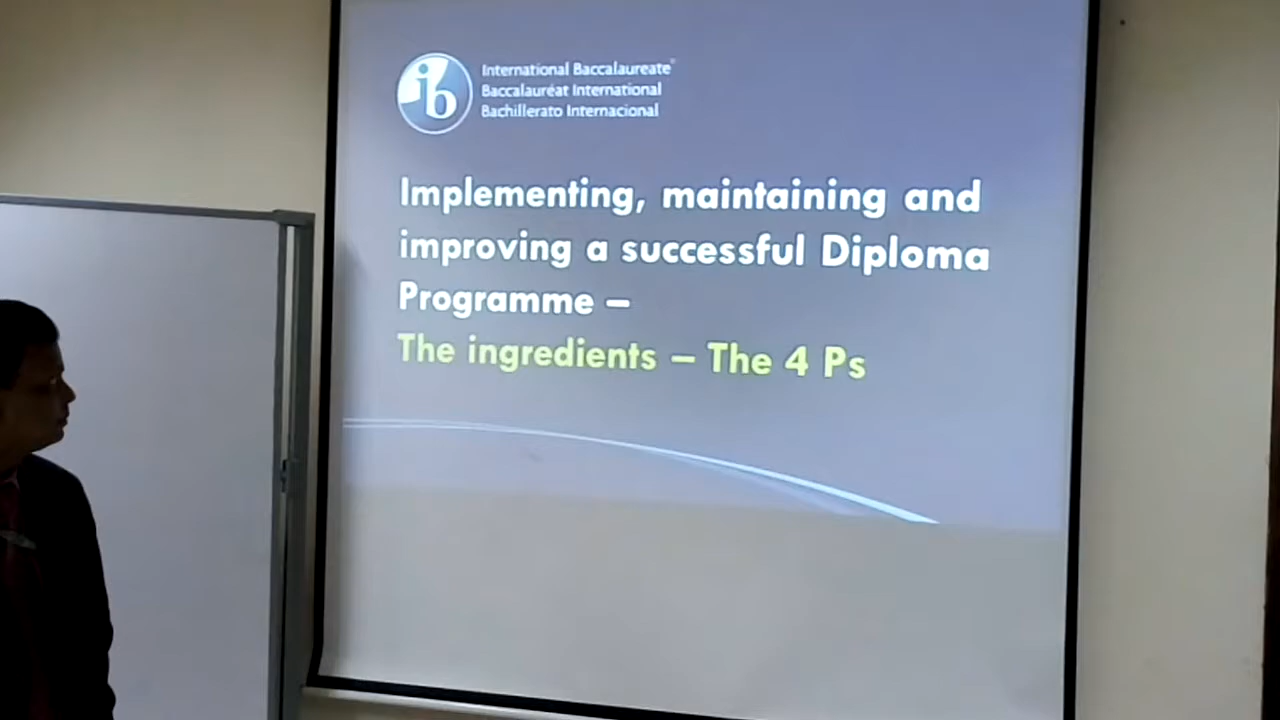 ib
International Baccalaureate®
Baccalauréat International
Bachillerato Internacional
Implementing, maintaining and
improving a successful Diploma
Programme –
The ingredients – The 4 Ps